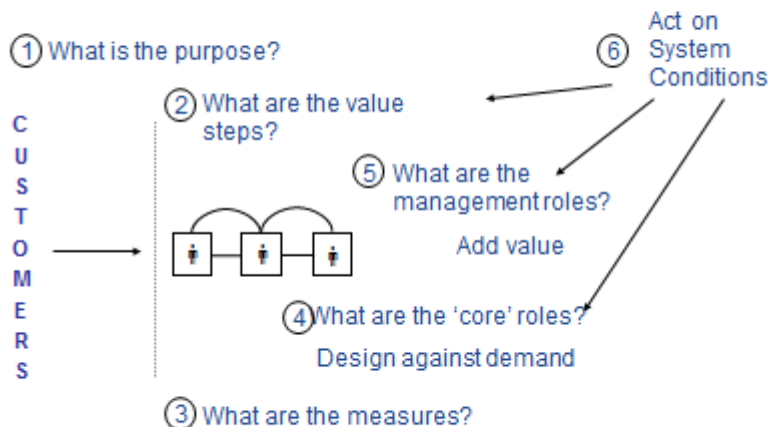 1 What is the purpose?
6 Act on
System
Conditions
2 What are the value
steps?
CUSTOMERS
5 What are the
management roles?
Add value
4 What are the ‘core’ roles?
Design against demand
3 What are the measures?